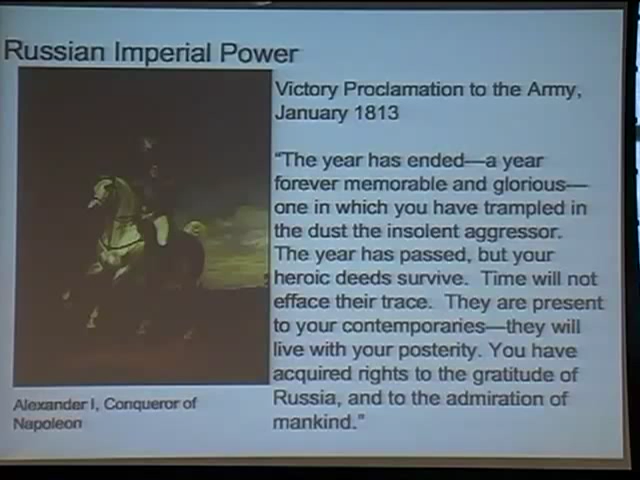 Russian Imperial Power
Victory Proclamation to the Army,
January 1813
“The year has ended—a year
forever memorable and glorious—
one in which you have trampled in
the dust the insolent aggressor.
The year has passed, but your
heroic deeds survive.  Time will not
efface their trace.  They are present
to your contemporaries—they will
live with your posterity. You have
acquired rights to the gratitude of
Russia, and to the admiration of
mankind.”
Alexander I, Conqueror of
Napoleon